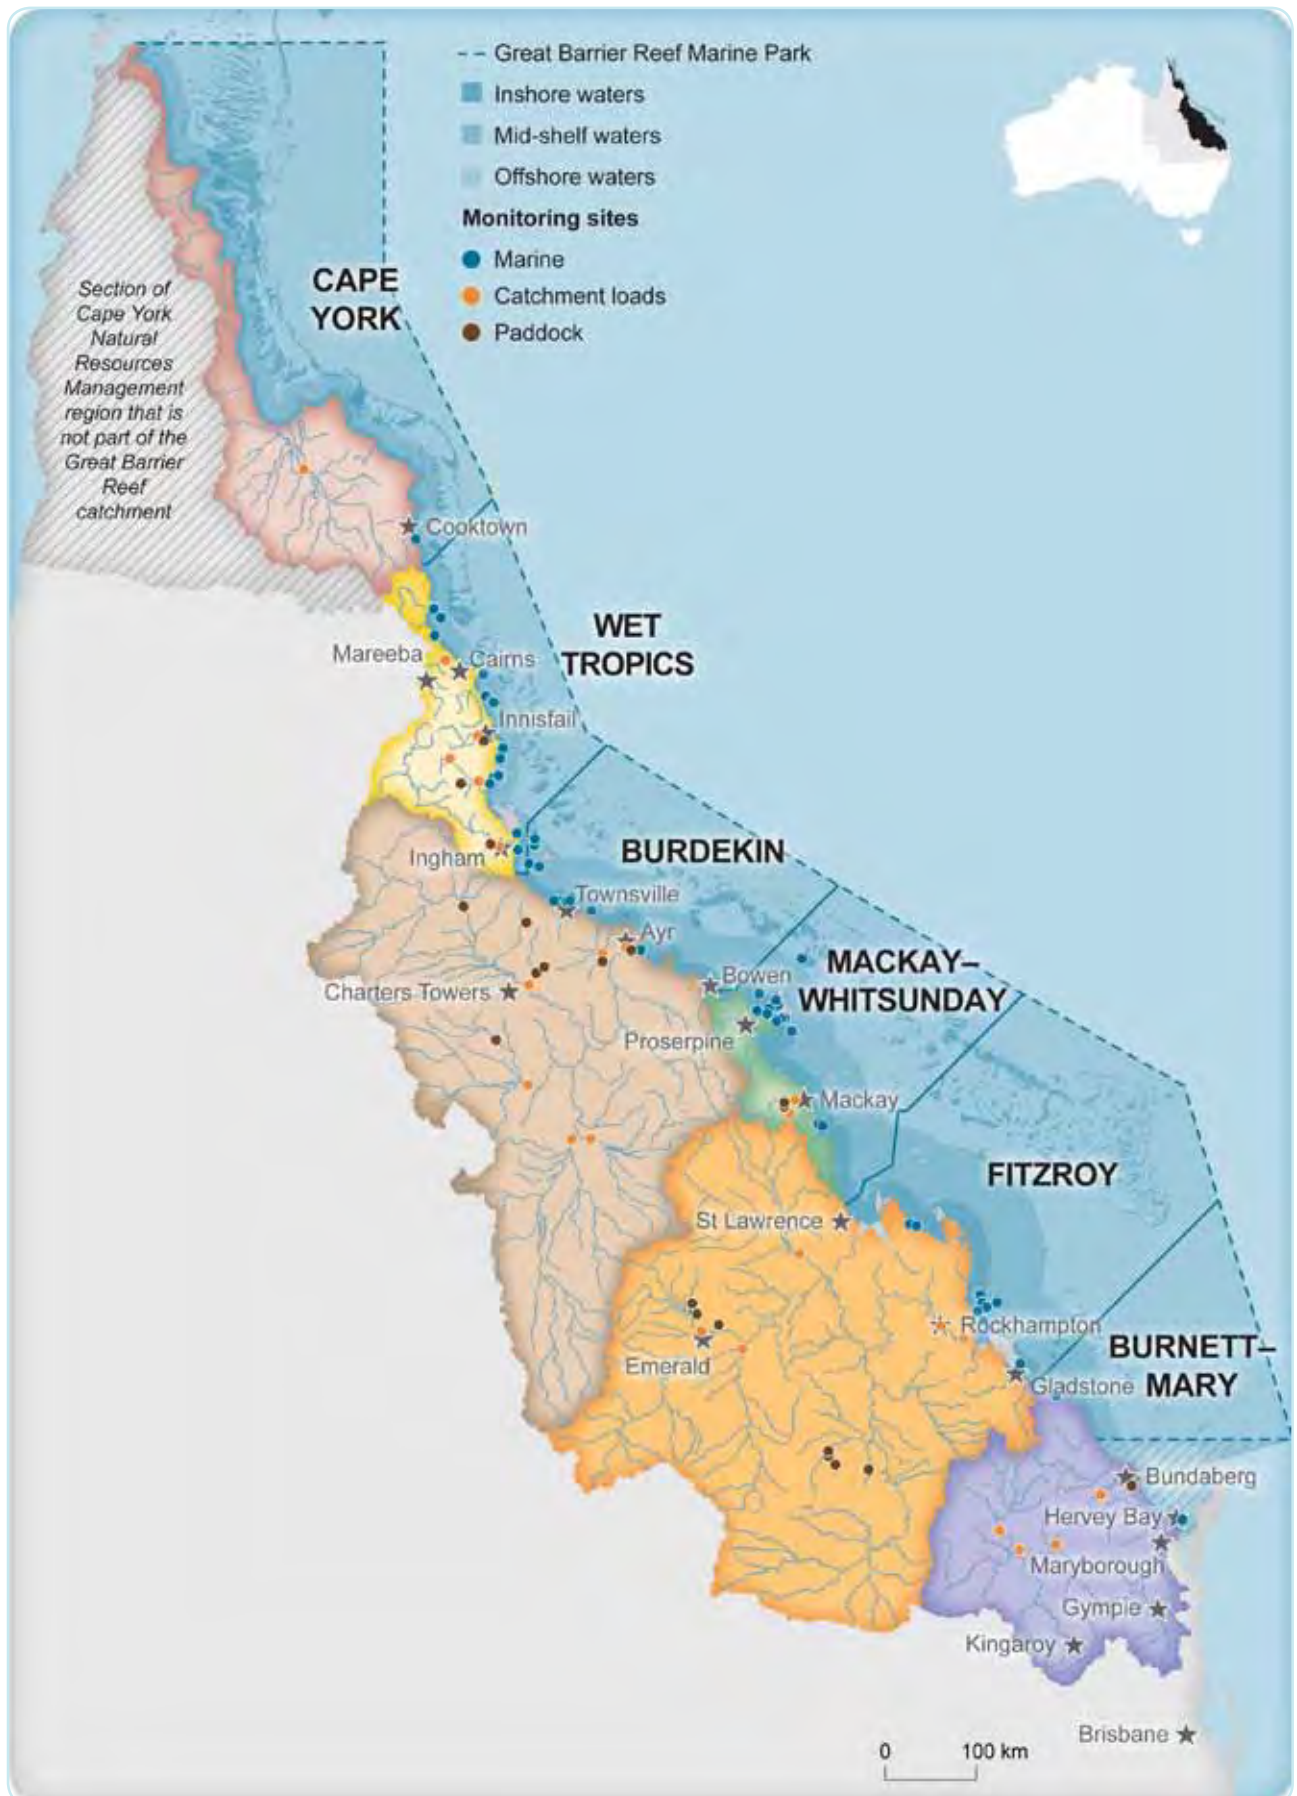 Great Barrier Reef Marine Park
Inshore waters
Mid-shelf waters
Offshore waters
Monitoring sites
Marine
Catchment loads
Paddock
CAPE
YORK
Section of
Cape York
Natural
Resources
Management
region that is
not part of the
Great Barrier
Reef
catchment
Cooktown
WET
TROPICS
Mareeba
Cairns
Innisfail
BURDEKIN
Ingham
Townsville
Ayr
MACKAY–
WHITSUNDAY
Bowen
Charters Towers
Proserpine
Mackay
FITZROY
St Lawrence
Rockhampton
BURNETT–
MARY
Emerald
Gladstone
Bundaberg
Hervey Bay
Maryborough
Gympie
Kingaroy
Brisbane
0 100 km